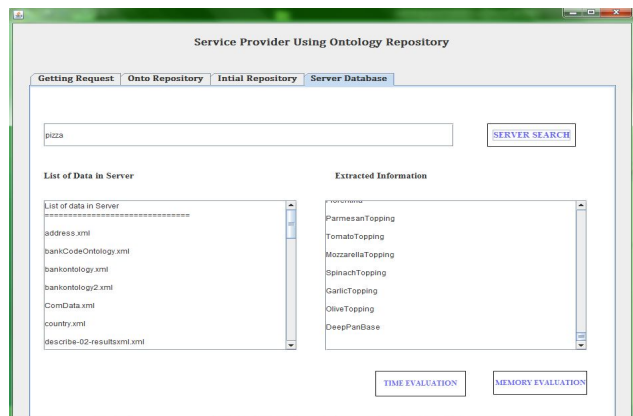 Service Provider Using Ontology Repository
Getting Request
Onto Repository
Intial Repository
Server Database
pizza
SERVER SEARCH
List of Data in Server
Extracted Information
List of data in Server
==============================
address.xml
bankCodeOntology.xml
bankontology.xml
bankontology2.xml
ComData.xml
country.xml
describe-02-resultsxml.xml
ParmesanTopping
TomatoTopping
MozzarellaTopping
SpinachTopping
GarlicTopping
OliveTopping
DeepPanBase
TIME EVALUATION
MEMORY EVALUATION